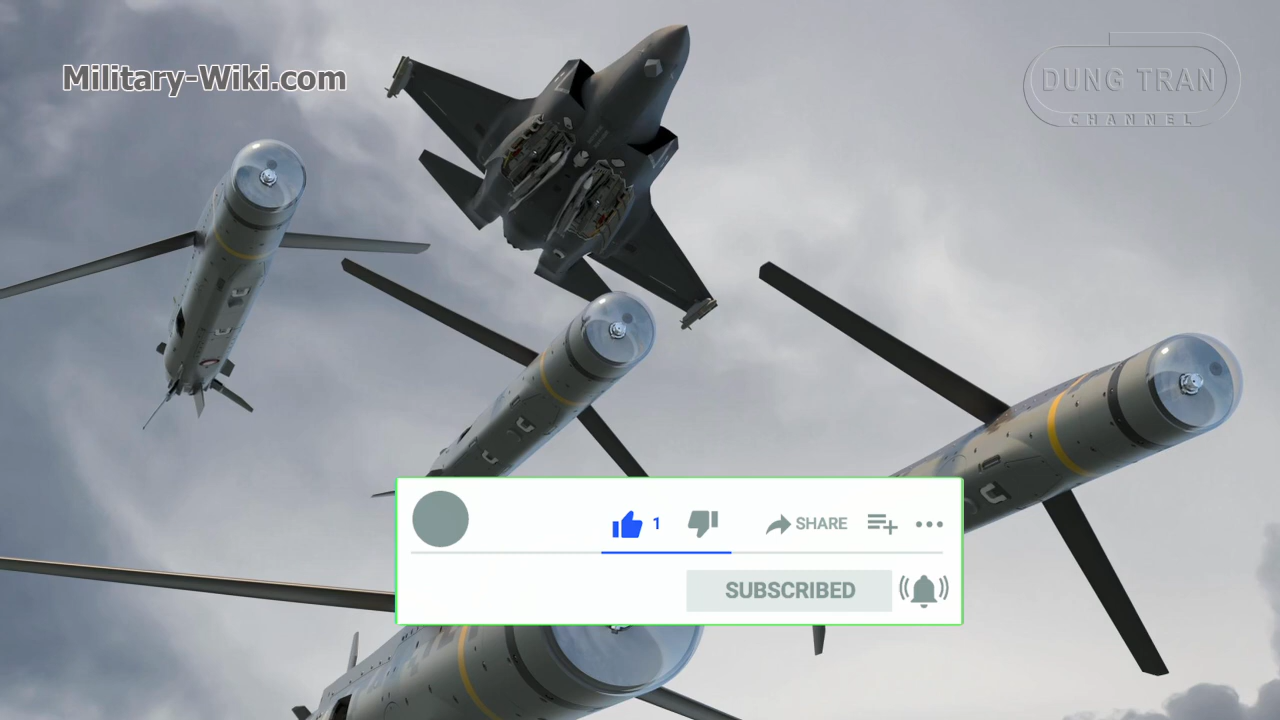 Military-Wiki.com
DUNG TRAN
CHANNEL
1
SHARE
SUBSCRIBED